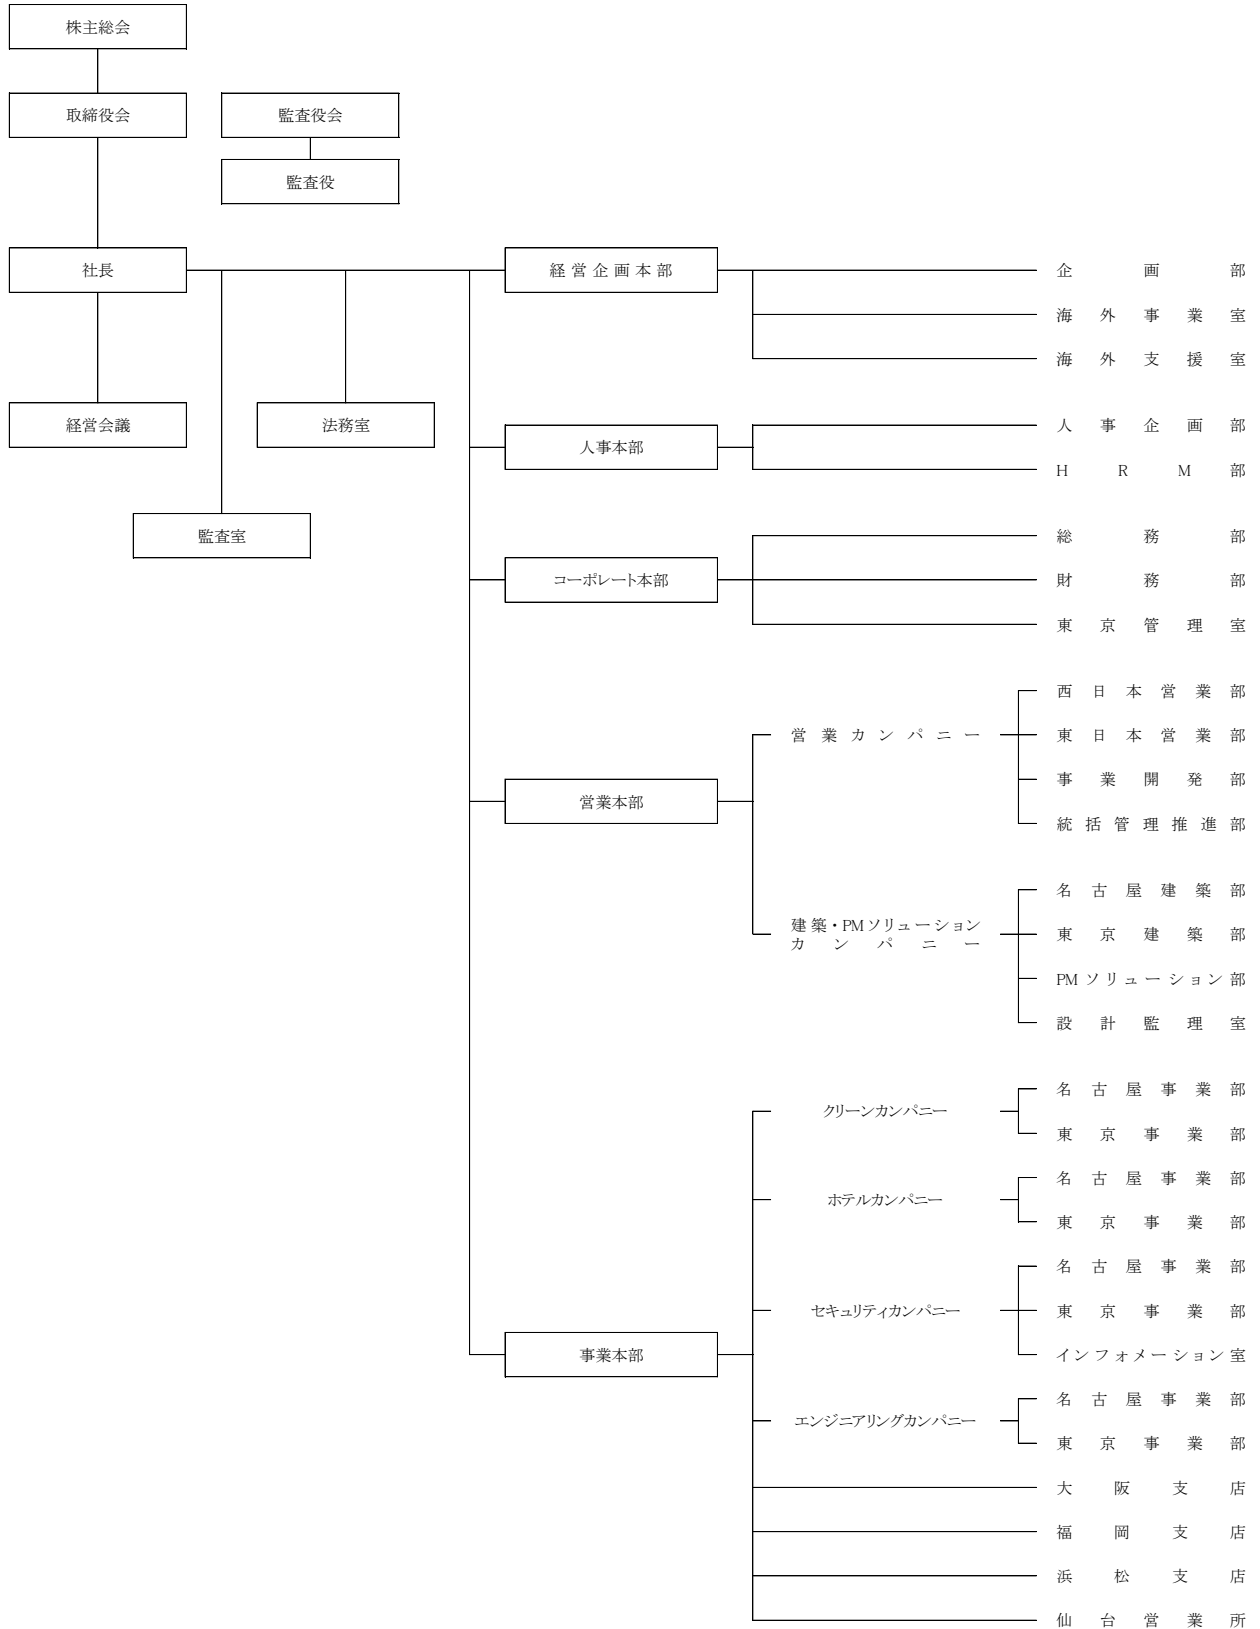 株主総会
取締役会
監査役会
監査役
社長
経営会議
法務室
監査室
経営企画本部
企画部
海外事業室
海外支援室
人事本部
人事企画部
HRM部
コーポレート本部
総務部
財務部
東京管理室
営業本部
営業カンパニー
西日本営業部
東日本営業部
事業開発部
統括管理推進部
建築・PMソリューション
カンパニー
名古屋建築部
東京建築部
PMソリューション部
設計監理室
事業本部
クリーンカンパニー
名古屋事業部
東京事業部
ホテルカンパニー
名古屋事業部
東京事業部
セキュリティカンパニー
名古屋事業部
東京事業部
インフォメーション室
エンジニアリングカンパニー
名古屋事業部
東京事業部
大阪支店
福岡支店
浜松支店
仙台営業所